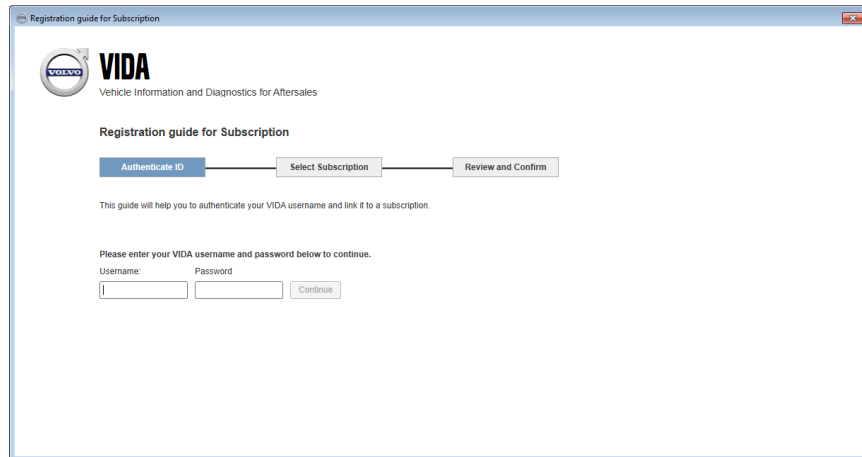 Registration guide for Subscription
VOLVO
VIDA
Vehicle Information and Diagnostics for Aftersales
Registration guide for Subscription
Authenticate ID Select Subscription Review and Confirm
This guide will help you to authenticate your VIDA username and link it to a subscription.
Please enter your VIDA username and password below to continue.
Username: Password
Continue